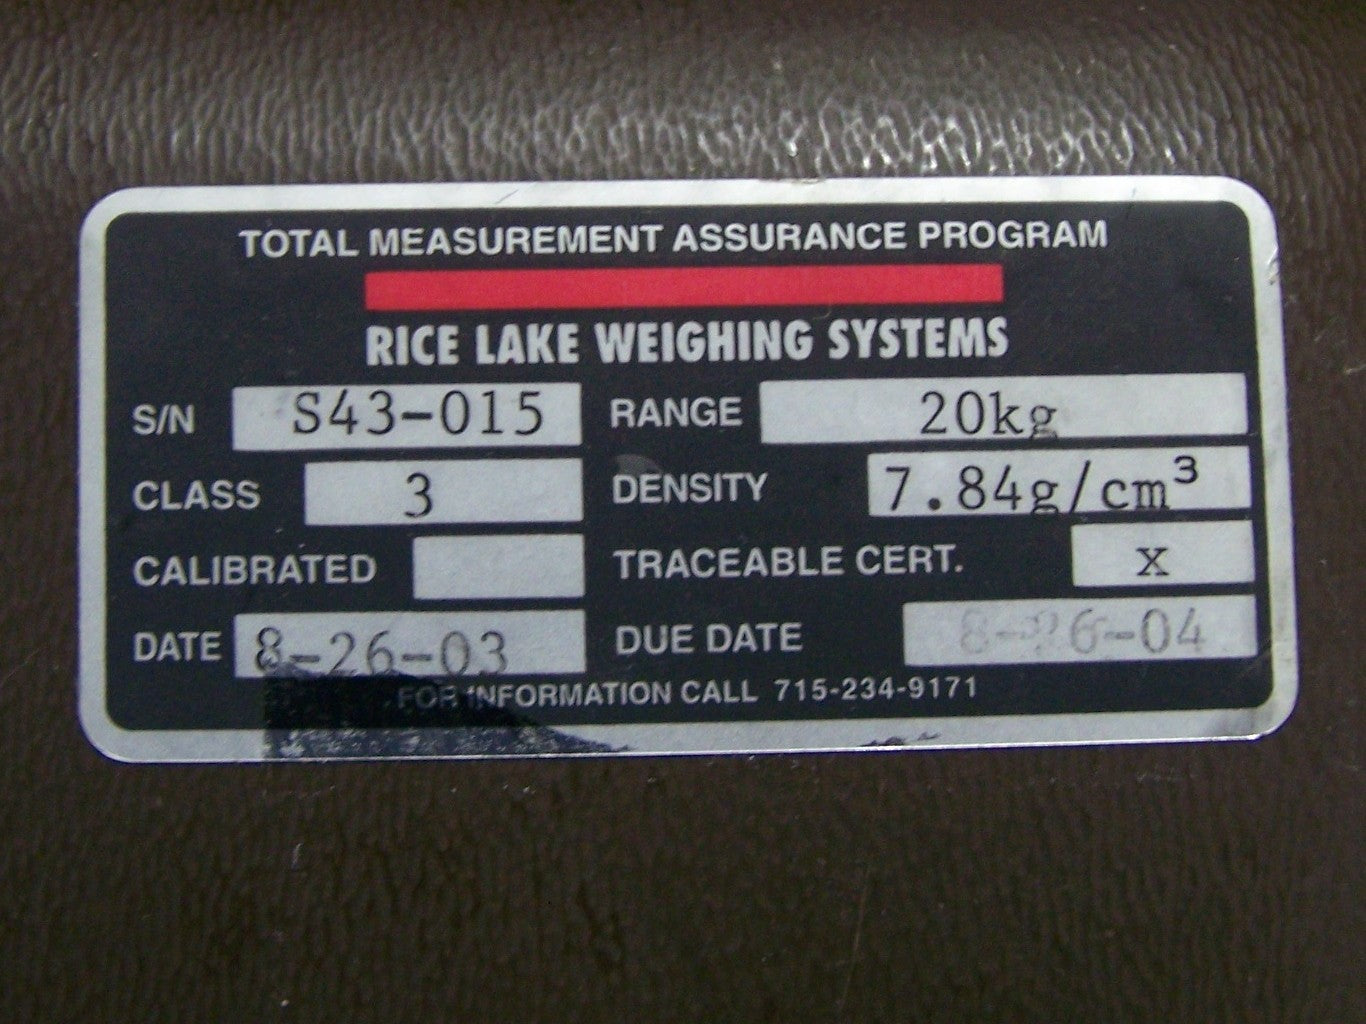 TOTAL MEASUREMENT ASSURANCE PROGRAM
RICE LAKE WEIGHING SYSTEMS
S/N S43-015 RANGE 20kg
CLASS 3 DENSITY 7.84g/cm³
CALIBRATED TRACEABLE CERT. x
DATE 8-26-03 DUE DATE 8-26-04
FOR INFORMATION CALL 715-234-9171